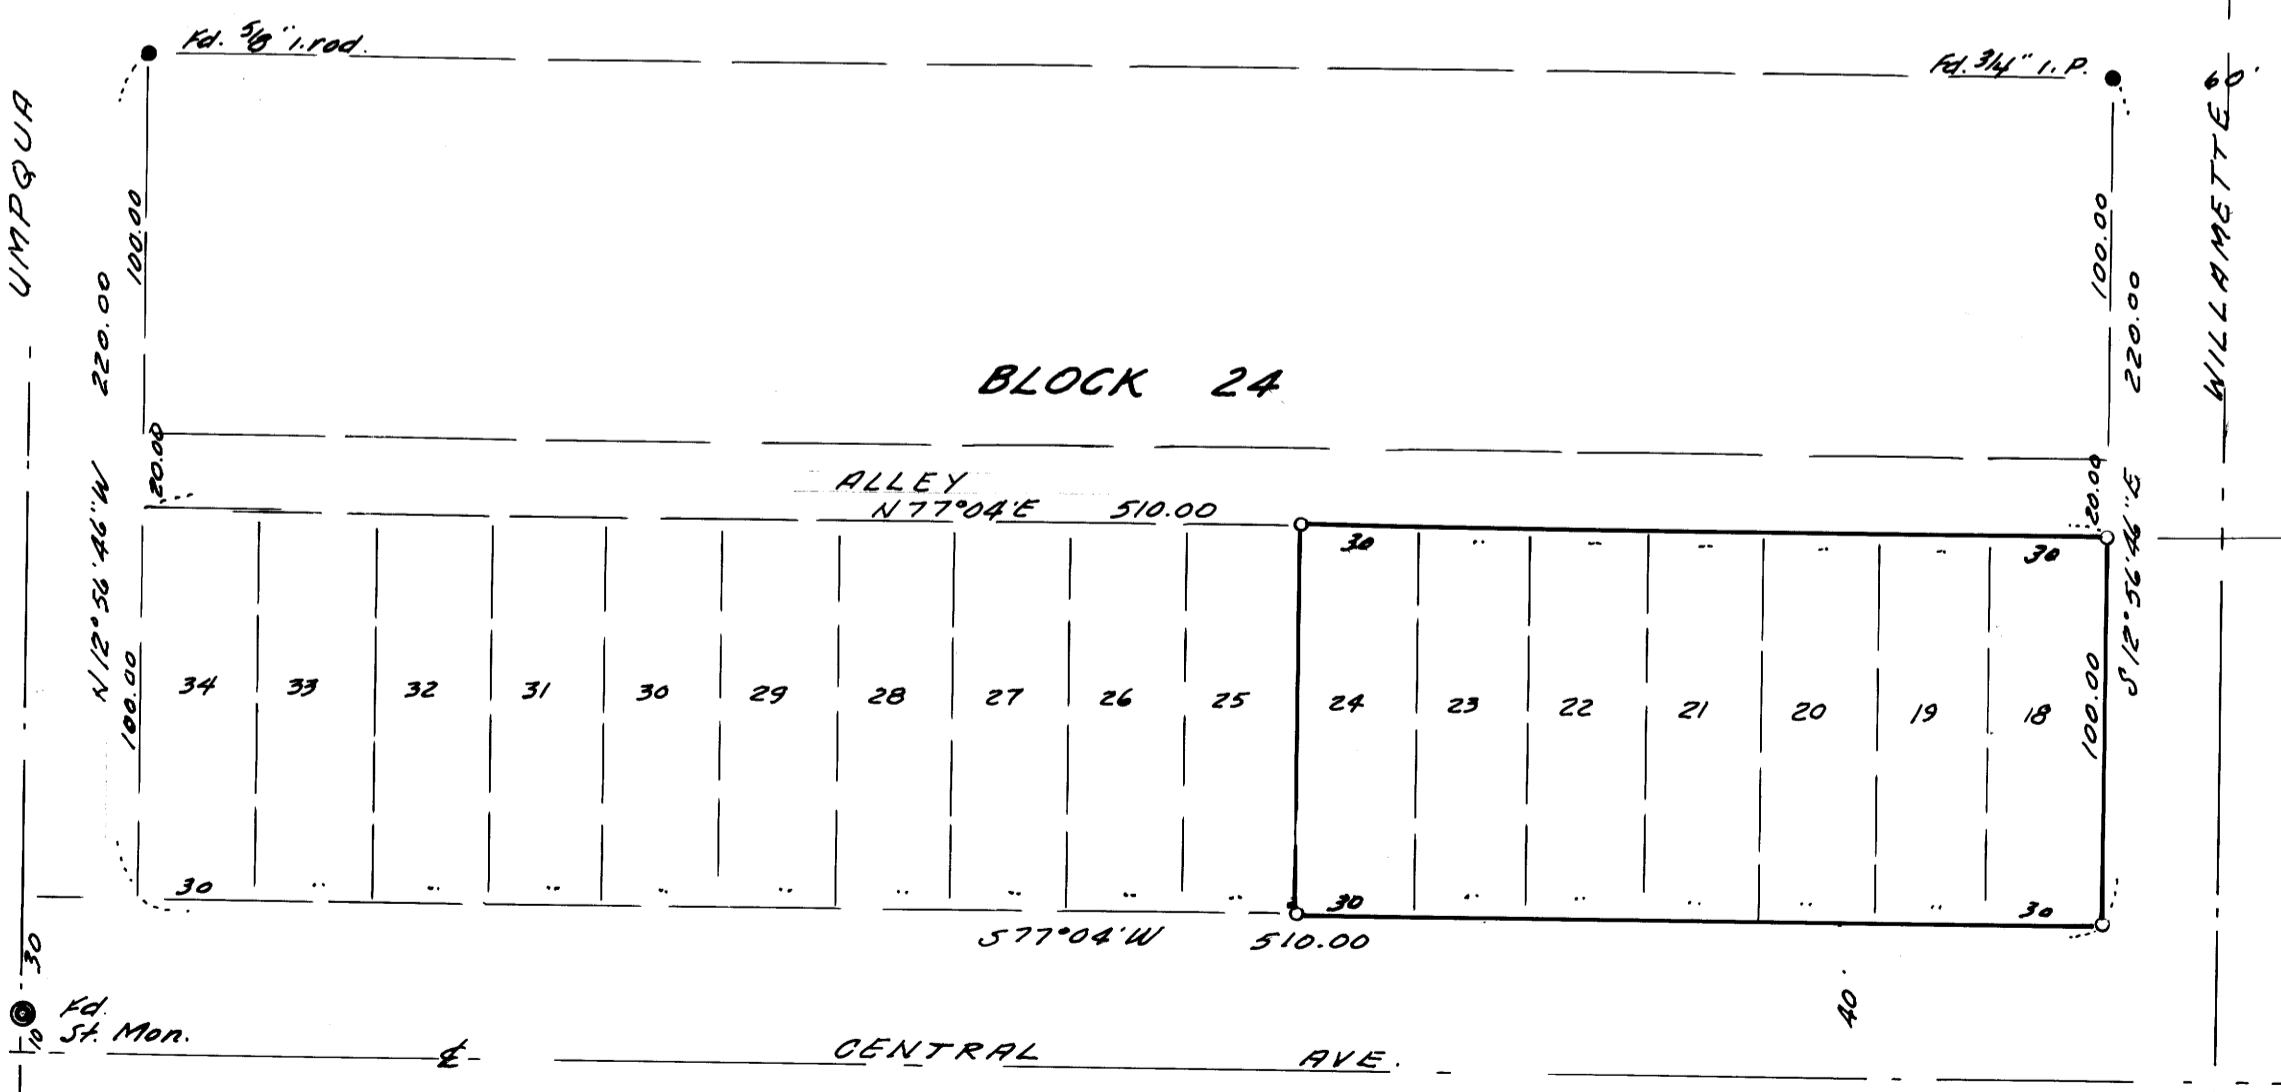 Fd. 5/8" i.rod.
Fd. 3/4" I.P.
60'
UMPQUA
WILLAMETTE
100.00
100.00
220.00
220.00
BLOCK 24
20.00
20.00
ALLEY
N 77°04'E 510.00
N 12°56'46"W
S 12°56'46"E
30 " " " " " 30
100.00
100.00
34 33 32 31 30 29 28 27 26 25 24 23 22 21 20 19 18
30 " " " " " " " " " 30 " " " " " 30
S 77°04'W 510.00
30
40'
Fd.
St. Mon.
10
℄ CENTRAL AVE.